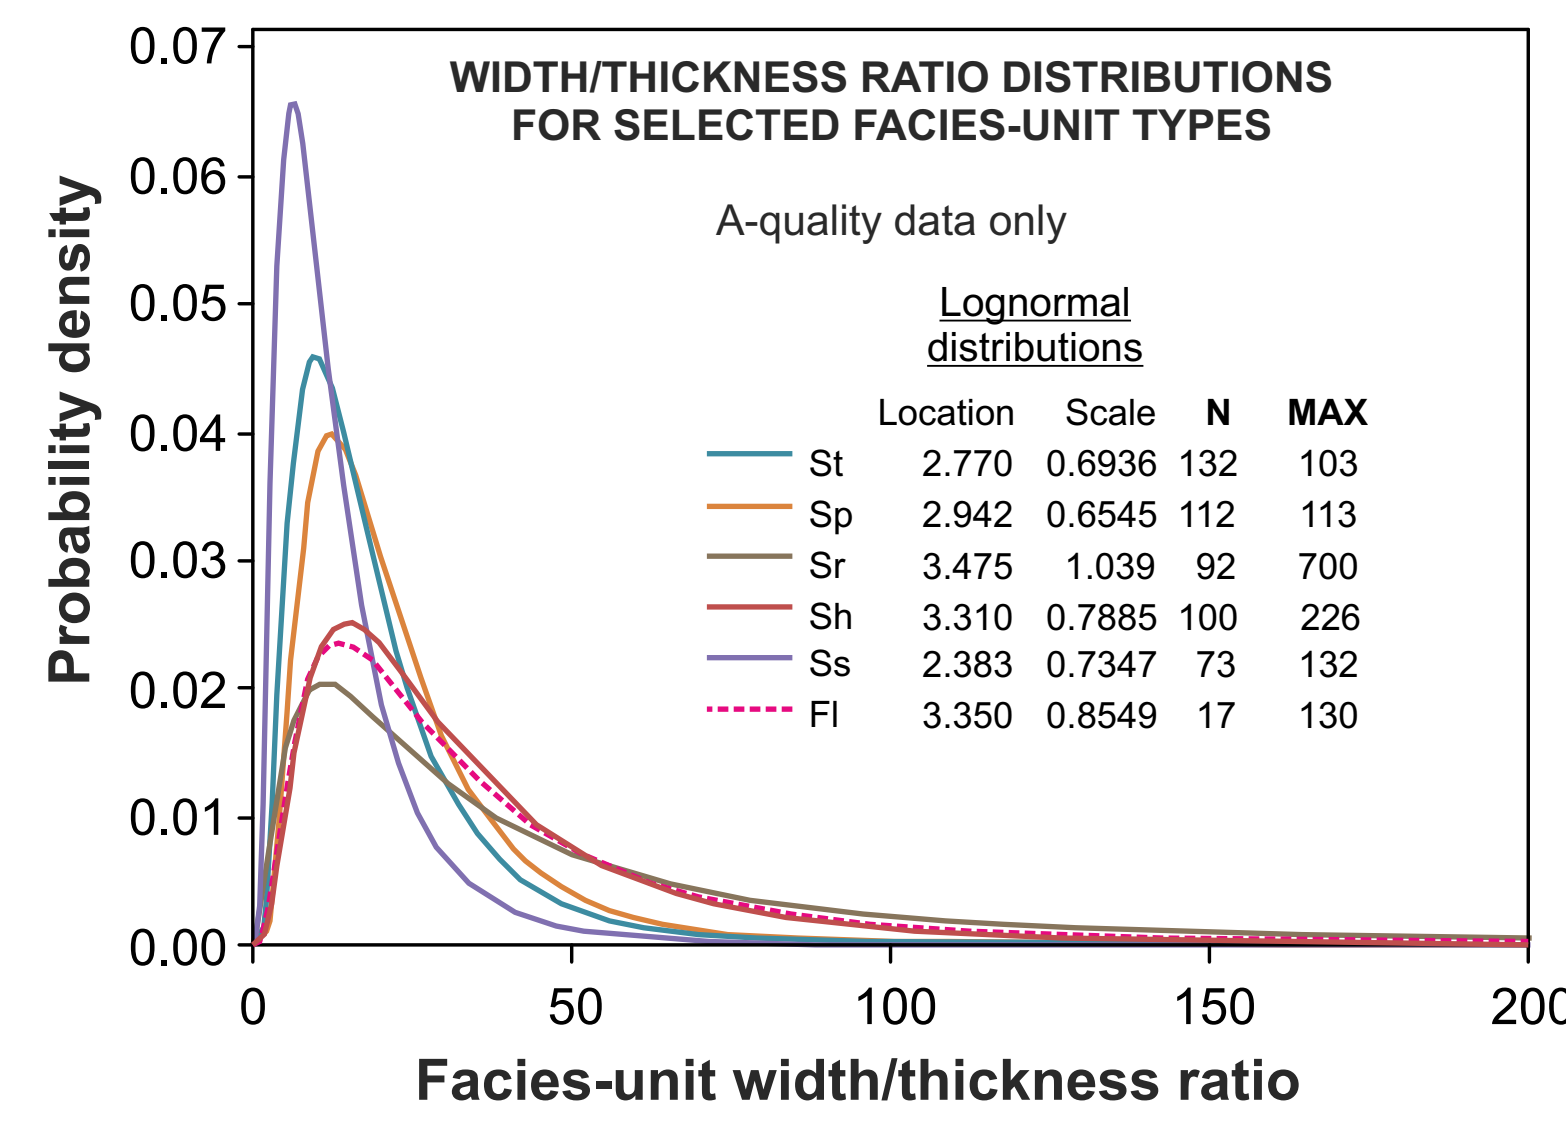 WIDTH/THICKNESS RATIO DISTRIBUTIONS
FOR SELECTED FACIES-UNIT TYPES
A-quality data only
Lognormal
distributions
Location Scale N MAX
St 2.770 0.6936 132 103
Sp 2.942 0.6545 112 113
Sr 3.475 1.039 92 700
Sh 3.310 0.7885 100 226
Ss 2.383 0.7347 73 132
Fl 3.350 0.8549 17 130
Probability density
0.07
0.06
0.05
0.04
0.03
0.02
0.01
0.00
0 50 100 150 200
Facies-unit width/thickness ratio